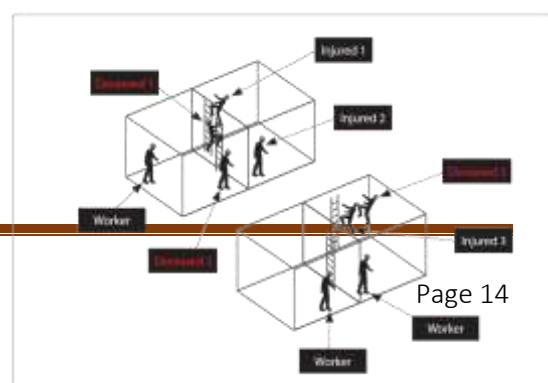 Injured 1
Deceased 1
Injured 2
Worker
Deceased 2
Deceased 3
Injured 3
Page 14
Worker
Worker